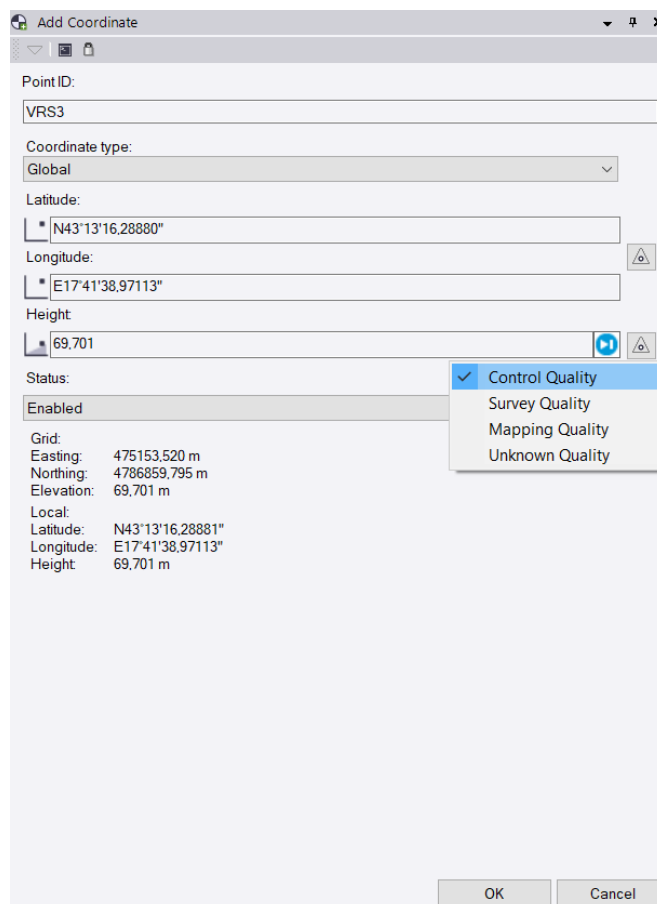 Add Coordinate
Point ID:
VRS3
Coordinate type:
Global
Latitude:
N43°13'16,28880"
Longitude:
E17°41'38,97113"
Height:
69,701
Status:
Enabled
Control Quality
Survey Quality
Mapping Quality
Unknown Quality
Grid:
Easting: 475153,520 m
Northing: 4786859,795 m
Elevation: 69,701 m
Local:
Latitude: N43°13'16,28881"
Longitude: E17°41'38,97113"
Height: 69,701 m
OK Cancel